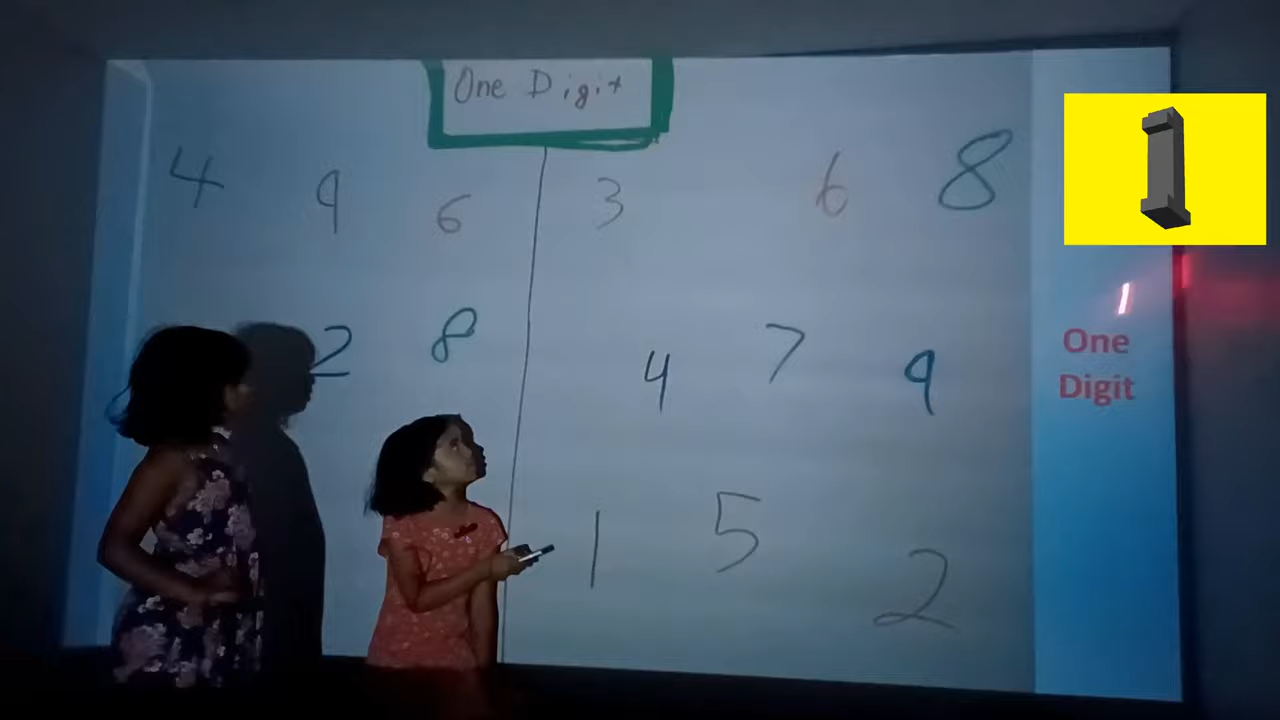 One Digit
4 9 6 3 6 8
1
2 8 4 7 9
One
Digit
1 5 2